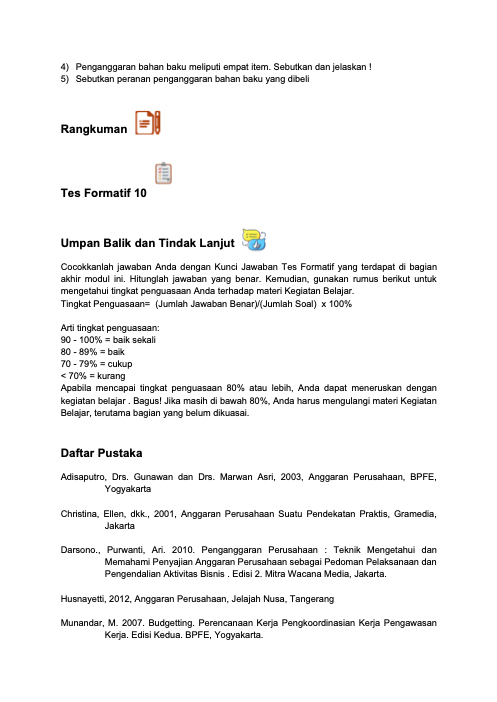 4) Penganggaran bahan baku meliputi empat item. Sebutkan dan jelaskan !
5) Sebutkan peranan penganggaran bahan baku yang dibeli
Rangkuman
Tes Formatif 10
Umpan Balik dan Tindak Lanjut
Cocokkanlah jawaban Anda dengan Kunci Jawaban Tes Formatif yang terdapat di bagian
akhir modul ini. Hitunglah jawaban yang benar. Kemudian, gunakan rumus berikut untuk
mengetahui tingkat penguasaan Anda terhadap materi Kegiatan Belajar.
Tingkat Penguasaan= (Jumlah Jawaban Benar)/(Jumlah Soal) x 100%
Arti tingkat penguasaan:
90 - 100% = baik sekali
80 - 89% = baik
70 - 79% = cukup
< 70% = kurang
Apabila mencapai tingkat penguasaan 80% atau lebih, Anda dapat meneruskan dengan
kegiatan belajar . Bagus! Jika masih di bawah 80%, Anda harus mengulangi materi Kegiatan
Belajar, terutama bagian yang belum dikuasai.
Daftar Pustaka
Adisaputro, Drs. Gunawan dan Drs. Marwan Asri, 2003, Anggaran Perusahaan, BPFE,
Yogyakarta
Christina, Ellen, dkk., 2001, Anggaran Perusahaan Suatu Pendekatan Praktis, Gramedia,
Jakarta
Darsono., Purwanti, Ari. 2010. Penganggaran Perusahaan : Teknik Mengetahui dan
Memahami Penyajian Anggaran Perusahaan sebagai Pedoman Pelaksanaan dan
Pengendalian Aktivitas Bisnis . Edisi 2. Mitra Wacana Media, Jakarta.
Husnayetti, 2012, Anggaran Perusahaan, Jelajah Nusa, Tangerang
Munandar, M. 2007. Budgetting. Perencanaan Kerja Pengkoordinasian Kerja Pengawasan
Kerja. Edisi Kedua. BPFE, Yogyakarta.